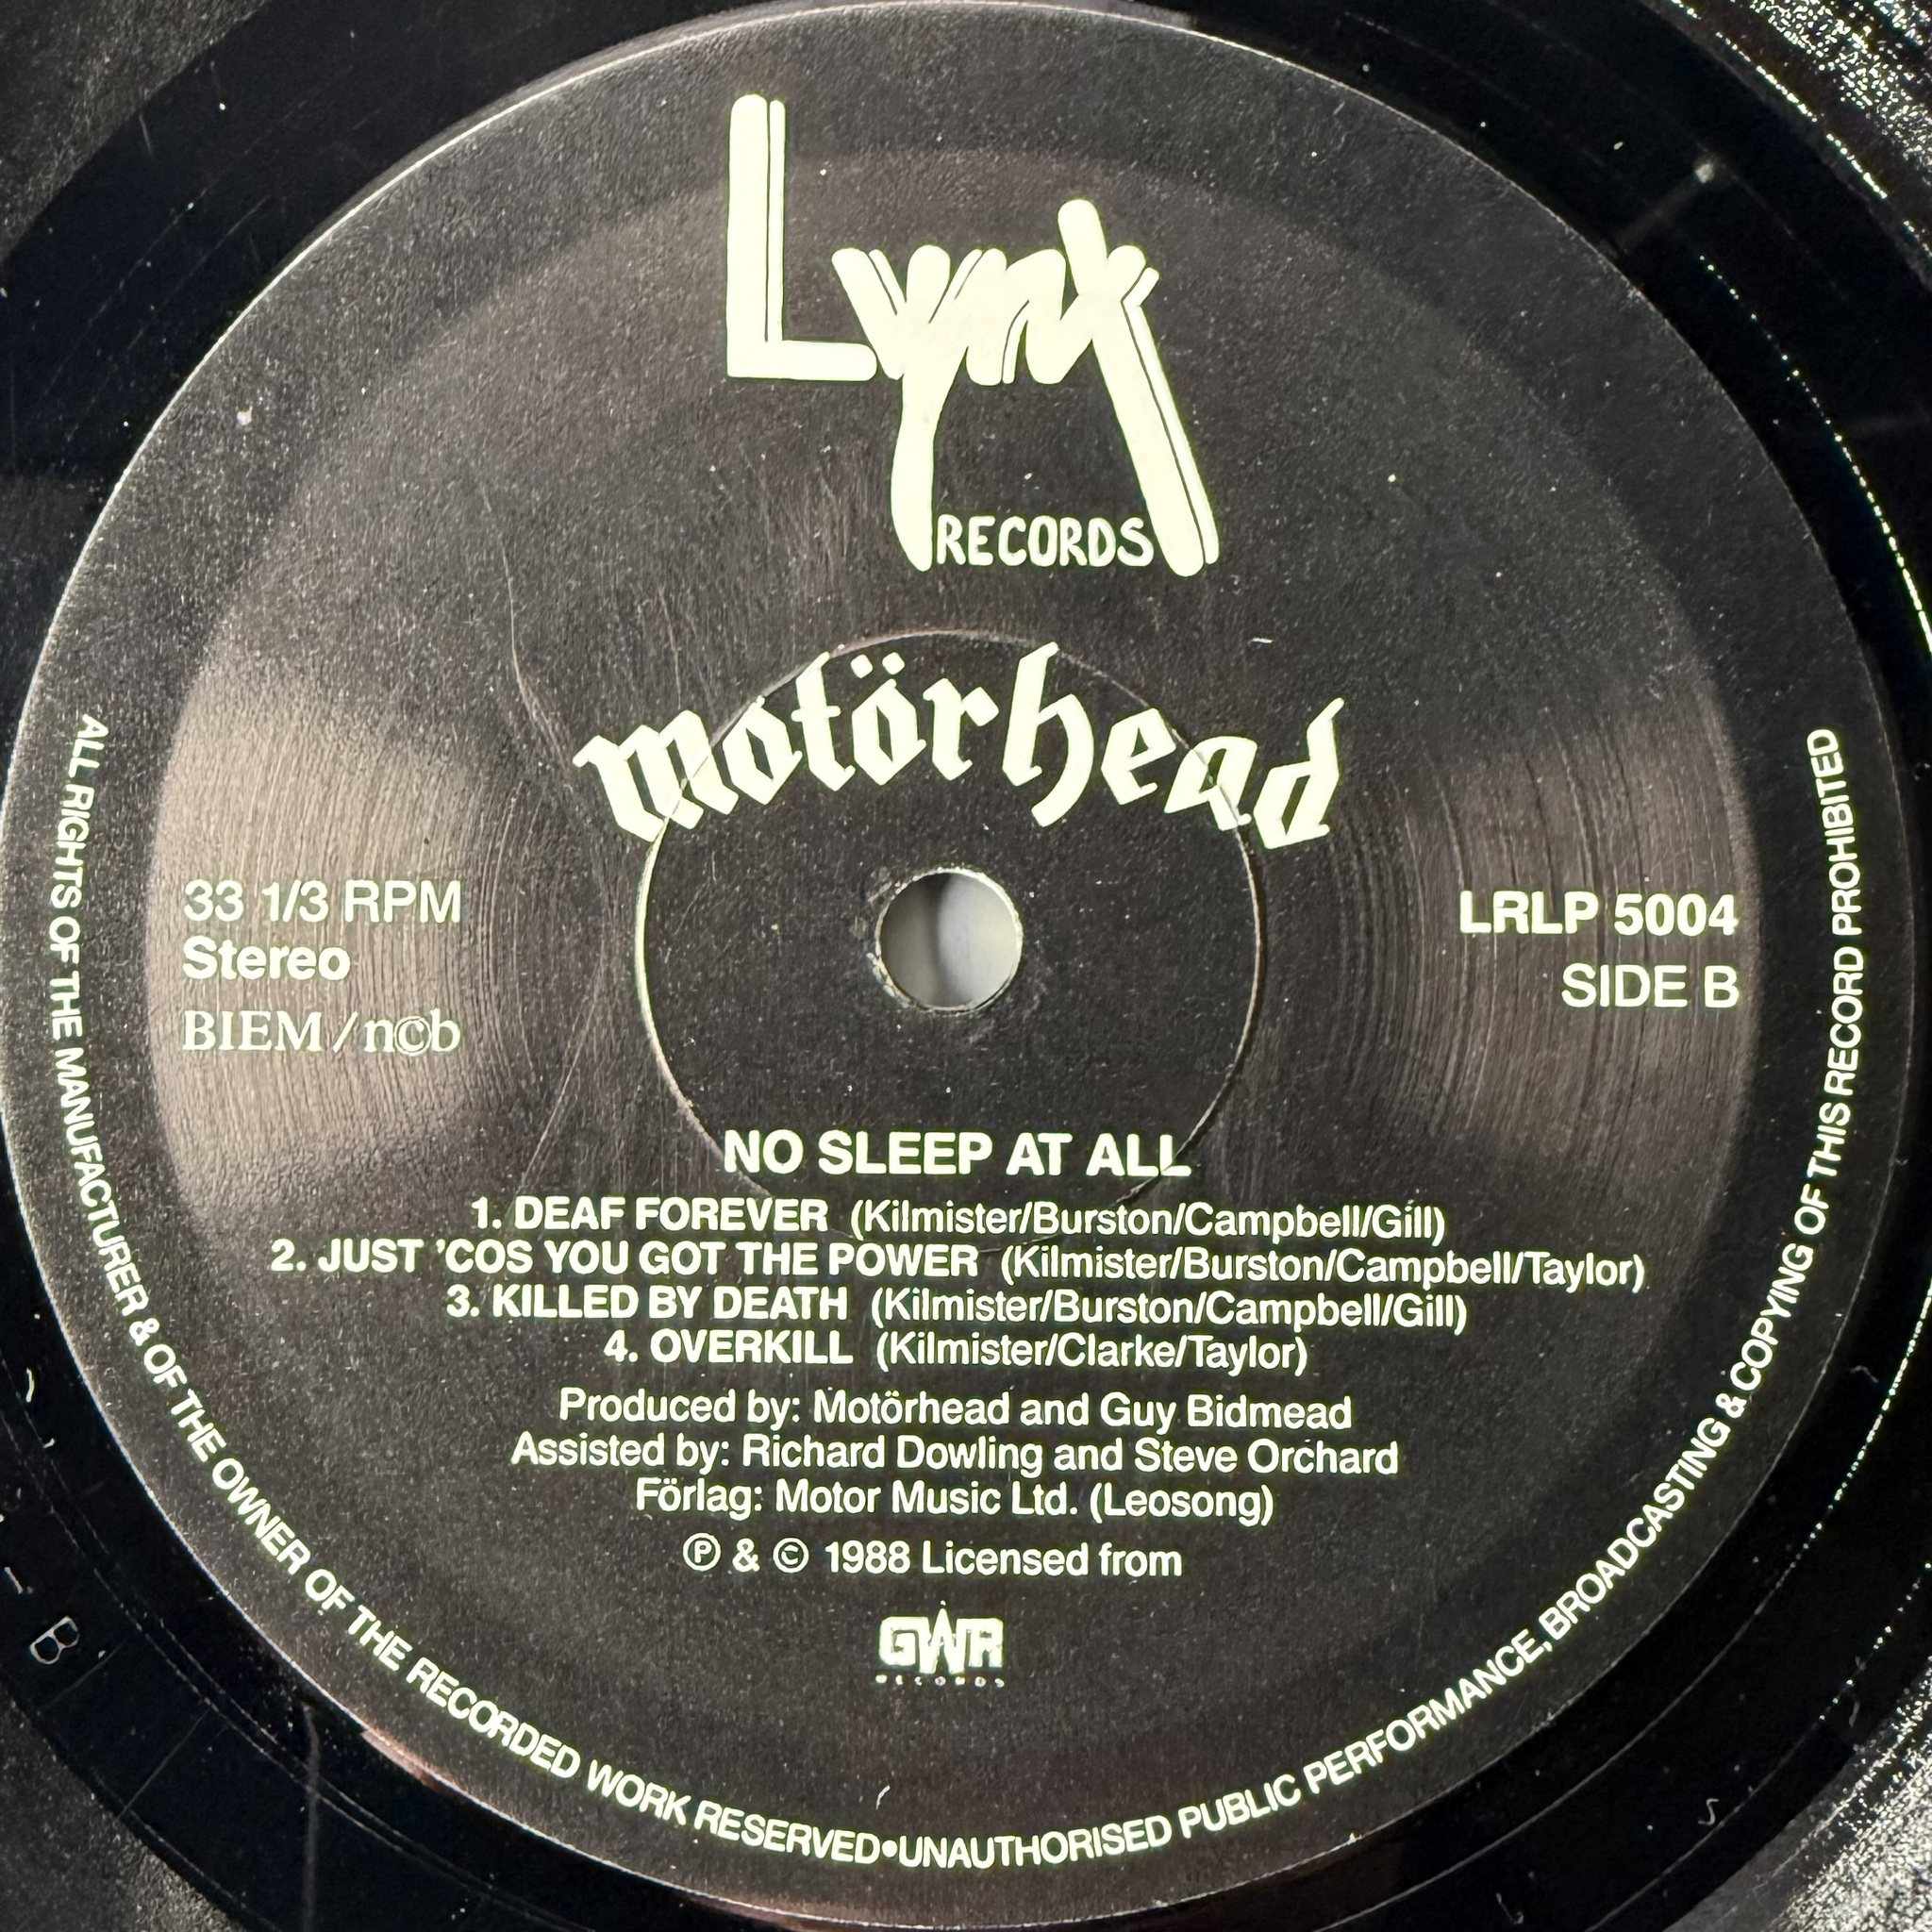 Lynx
RECORDS
motörhead
33 1/3 RPM
Stereo
BIEM/n©b
LRLP 5004
SIDE B
NO SLEEP AT ALL
1. DEAF FOREVER (Kilmister/Burston/Campbell/Gill)
2. JUST ’COS YOU GOT THE POWER (Kilmister/Burston/Campbell/Taylor)
3. KILLED BY DEATH (Kilmister/Burston/Campbell/Gill)
4. OVERKILL (Kilmister/Clarke/Taylor)
Produced by: Motörhead and Guy Bidmead
Assisted by: Richard Dowling and Steve Orchard
Förlag: Motor Music Ltd. (Leosong)
℗ & © 1988 Licensed from
GWR
RECORDS
ALL RIGHTS OF THE MANUFACTURER & OF THE OWNER OF THE RECORDED WORK RESERVED•UNAUTHORISED PUBLIC PERFORMANCE, BROADCASTING & COPYING OF THIS RECORD PROHIBITED
B